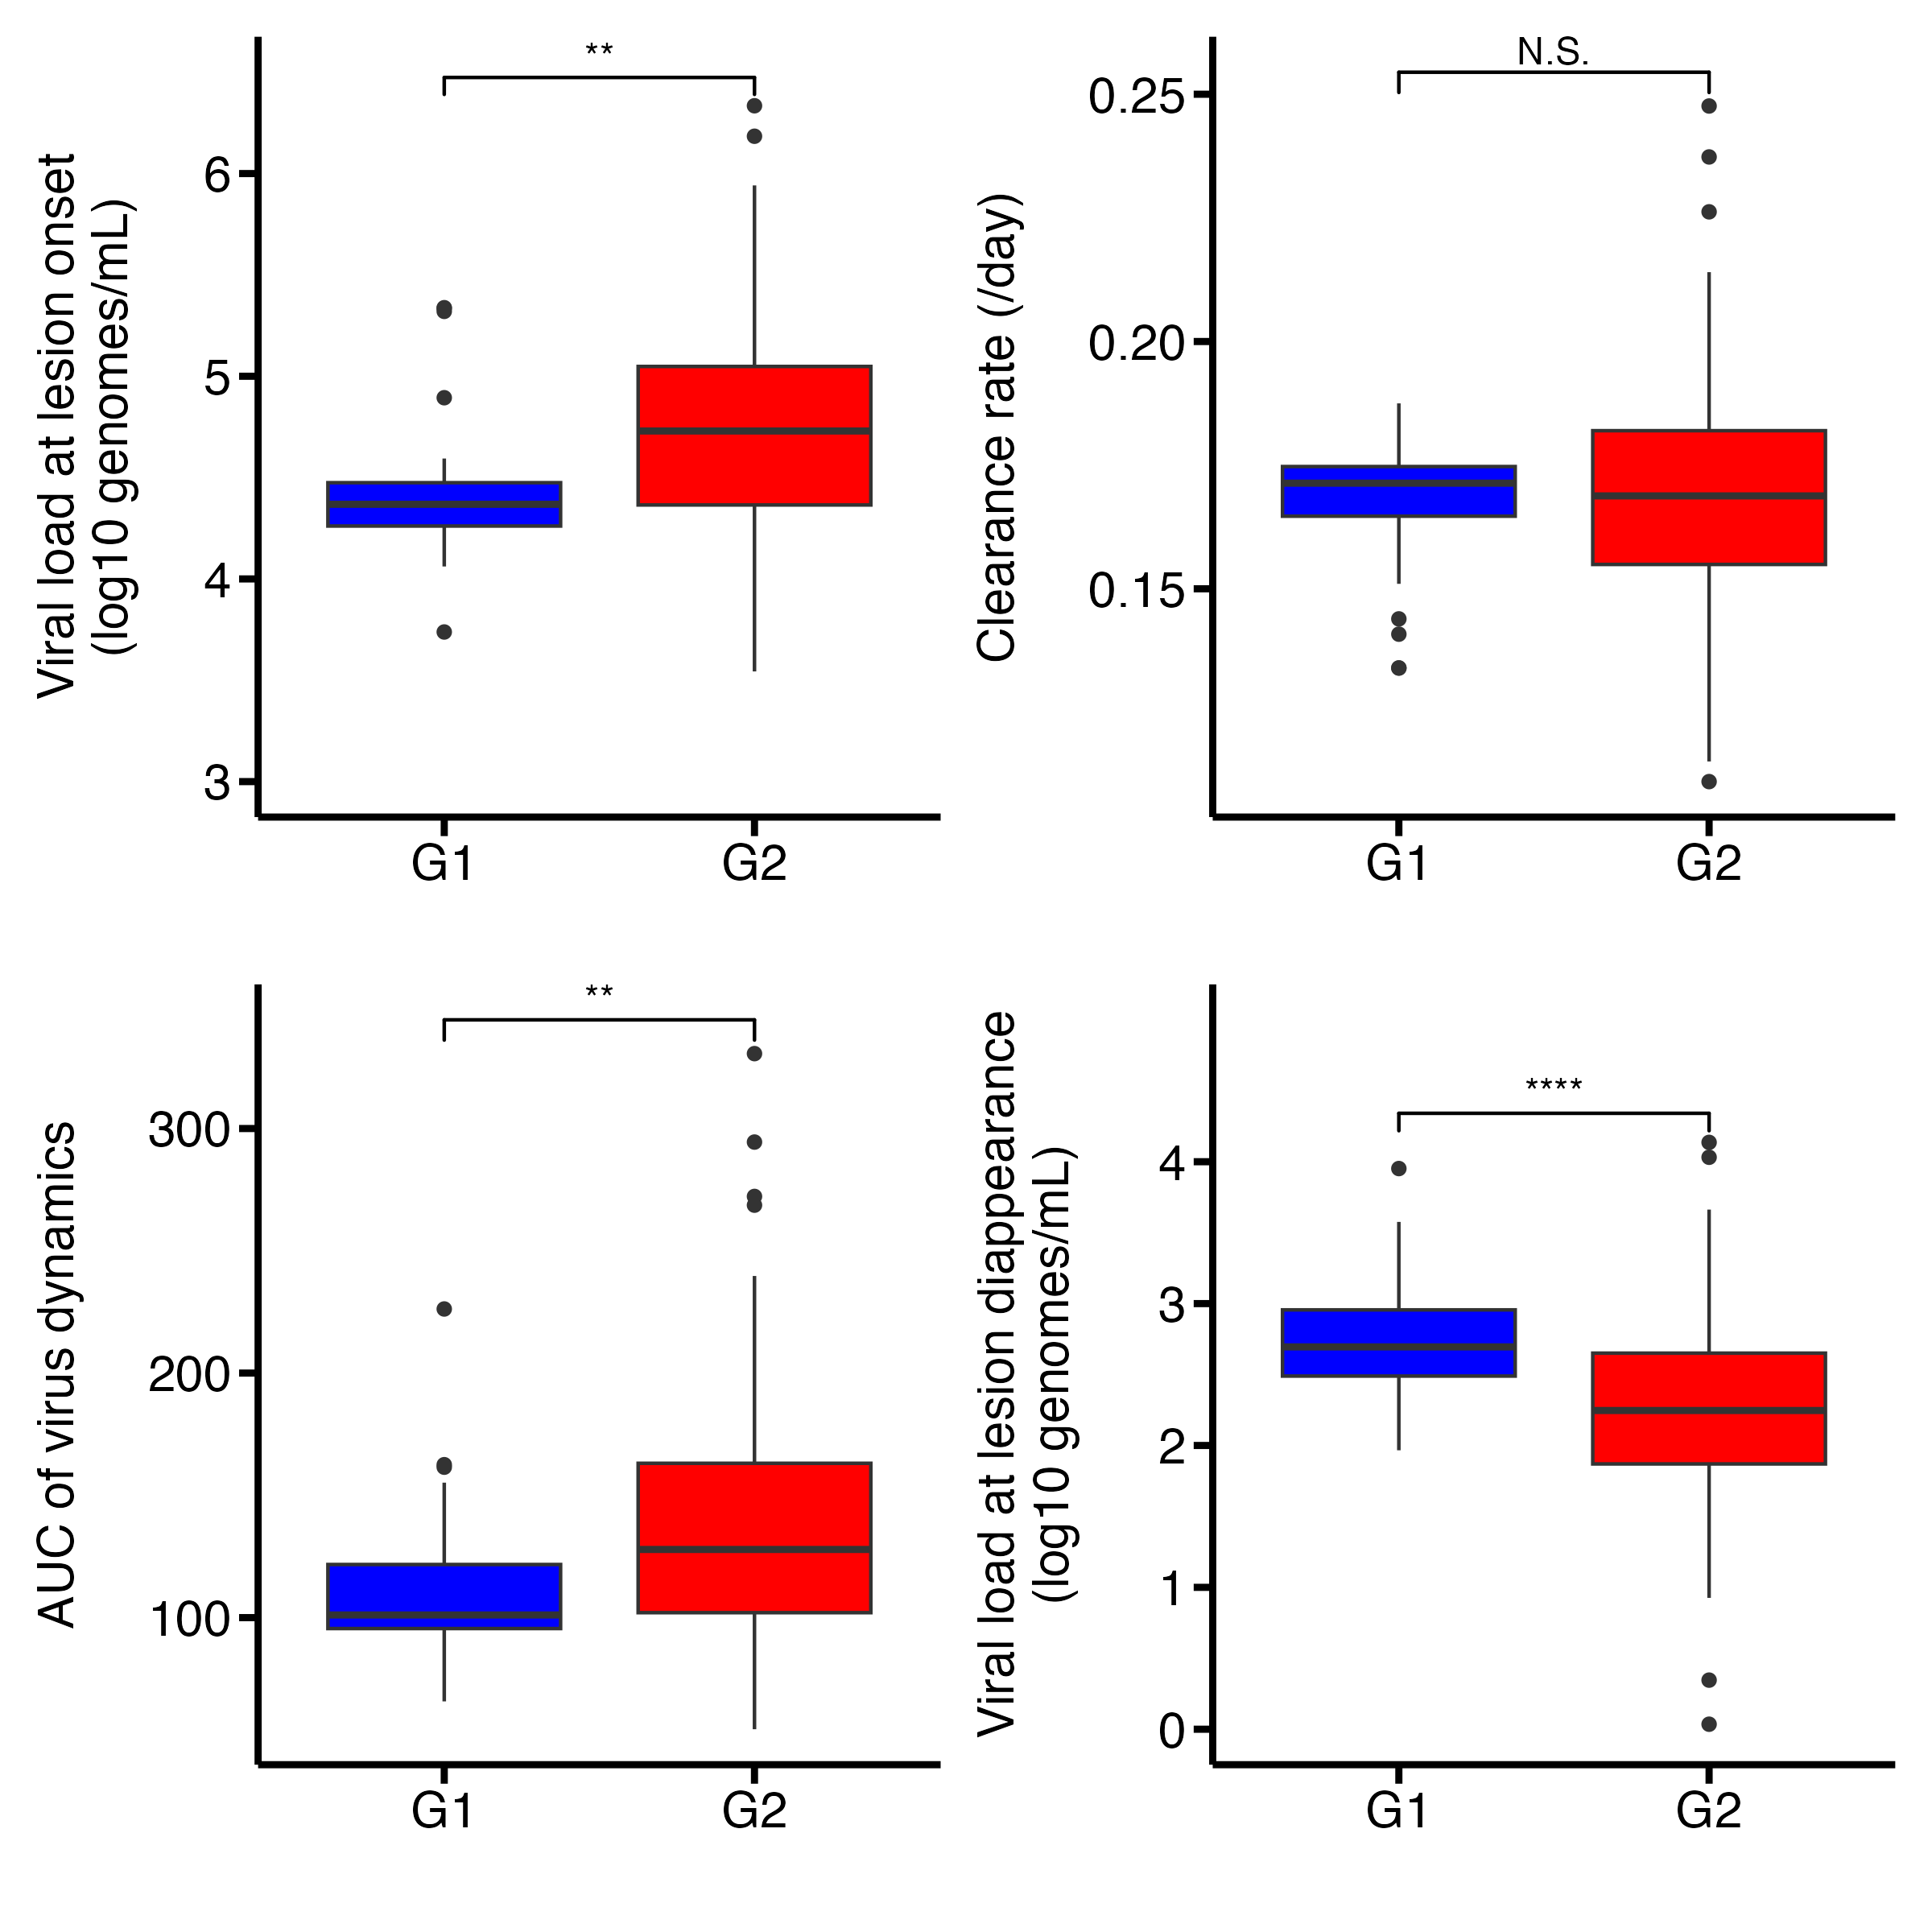 **
Viral load at lesion onset
(log10 genomes/mL)
6
5
4
3
G1 G2
N.S.
Clearance rate (/day)
0.25
0.20
0.15
G1 G2
**
AUC of virus dynamics
300
200
100
G1 G2
****
Viral load at lesion diappearance
(log10 genomes/mL)
4
3
2
1
0
G1 G2